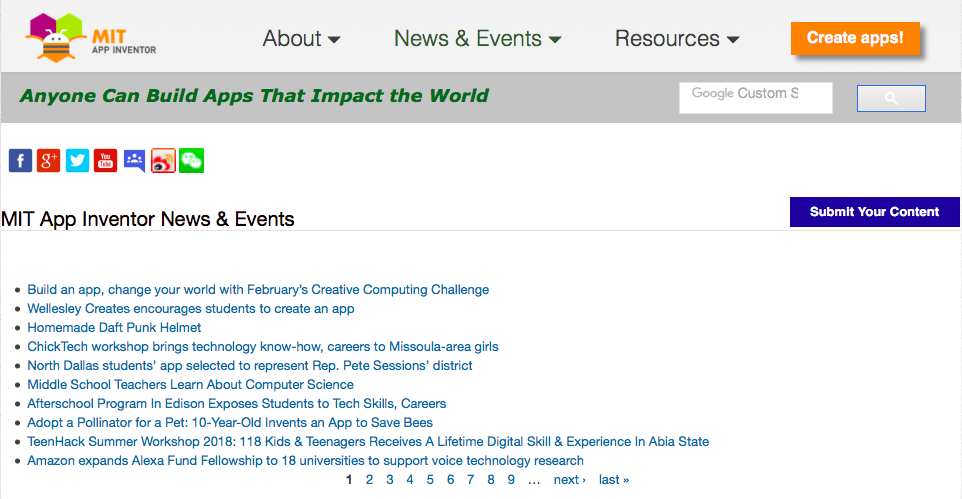 MIT
APP INVENTOR
About
News & Events
Resources
Create apps!
Anyone Can Build Apps That Impact the World
Google Custom S
f
g+
You
Tube
MIT App Inventor News & Events
Submit Your Content
Build an app, change your world with February's Creative Computing Challenge
Wellesley Creates encourages students to create an app
Homemade Daft Punk Helmet
ChickTech workshop brings technology know-how, careers to Missoula-area girls
North Dallas students' app selected to represent Rep. Pete Sessions' district
Middle School Teachers Learn About Computer Science
Afterschool Program In Edison Exposes Students to Tech Skills, Careers
Adopt a Pollinator for a Pet: 10-Year-Old Invents an App to Save Bees
TeenHack Summer Workshop 2018: 118 Kids & Teenagers Receives A Lifetime Digital Skill & Experience In Abia State
Amazon expands Alexa Fund Fellowship to 18 universities to support voice technology research
1 2 3 4 5 6 7 8 9 … next › last »